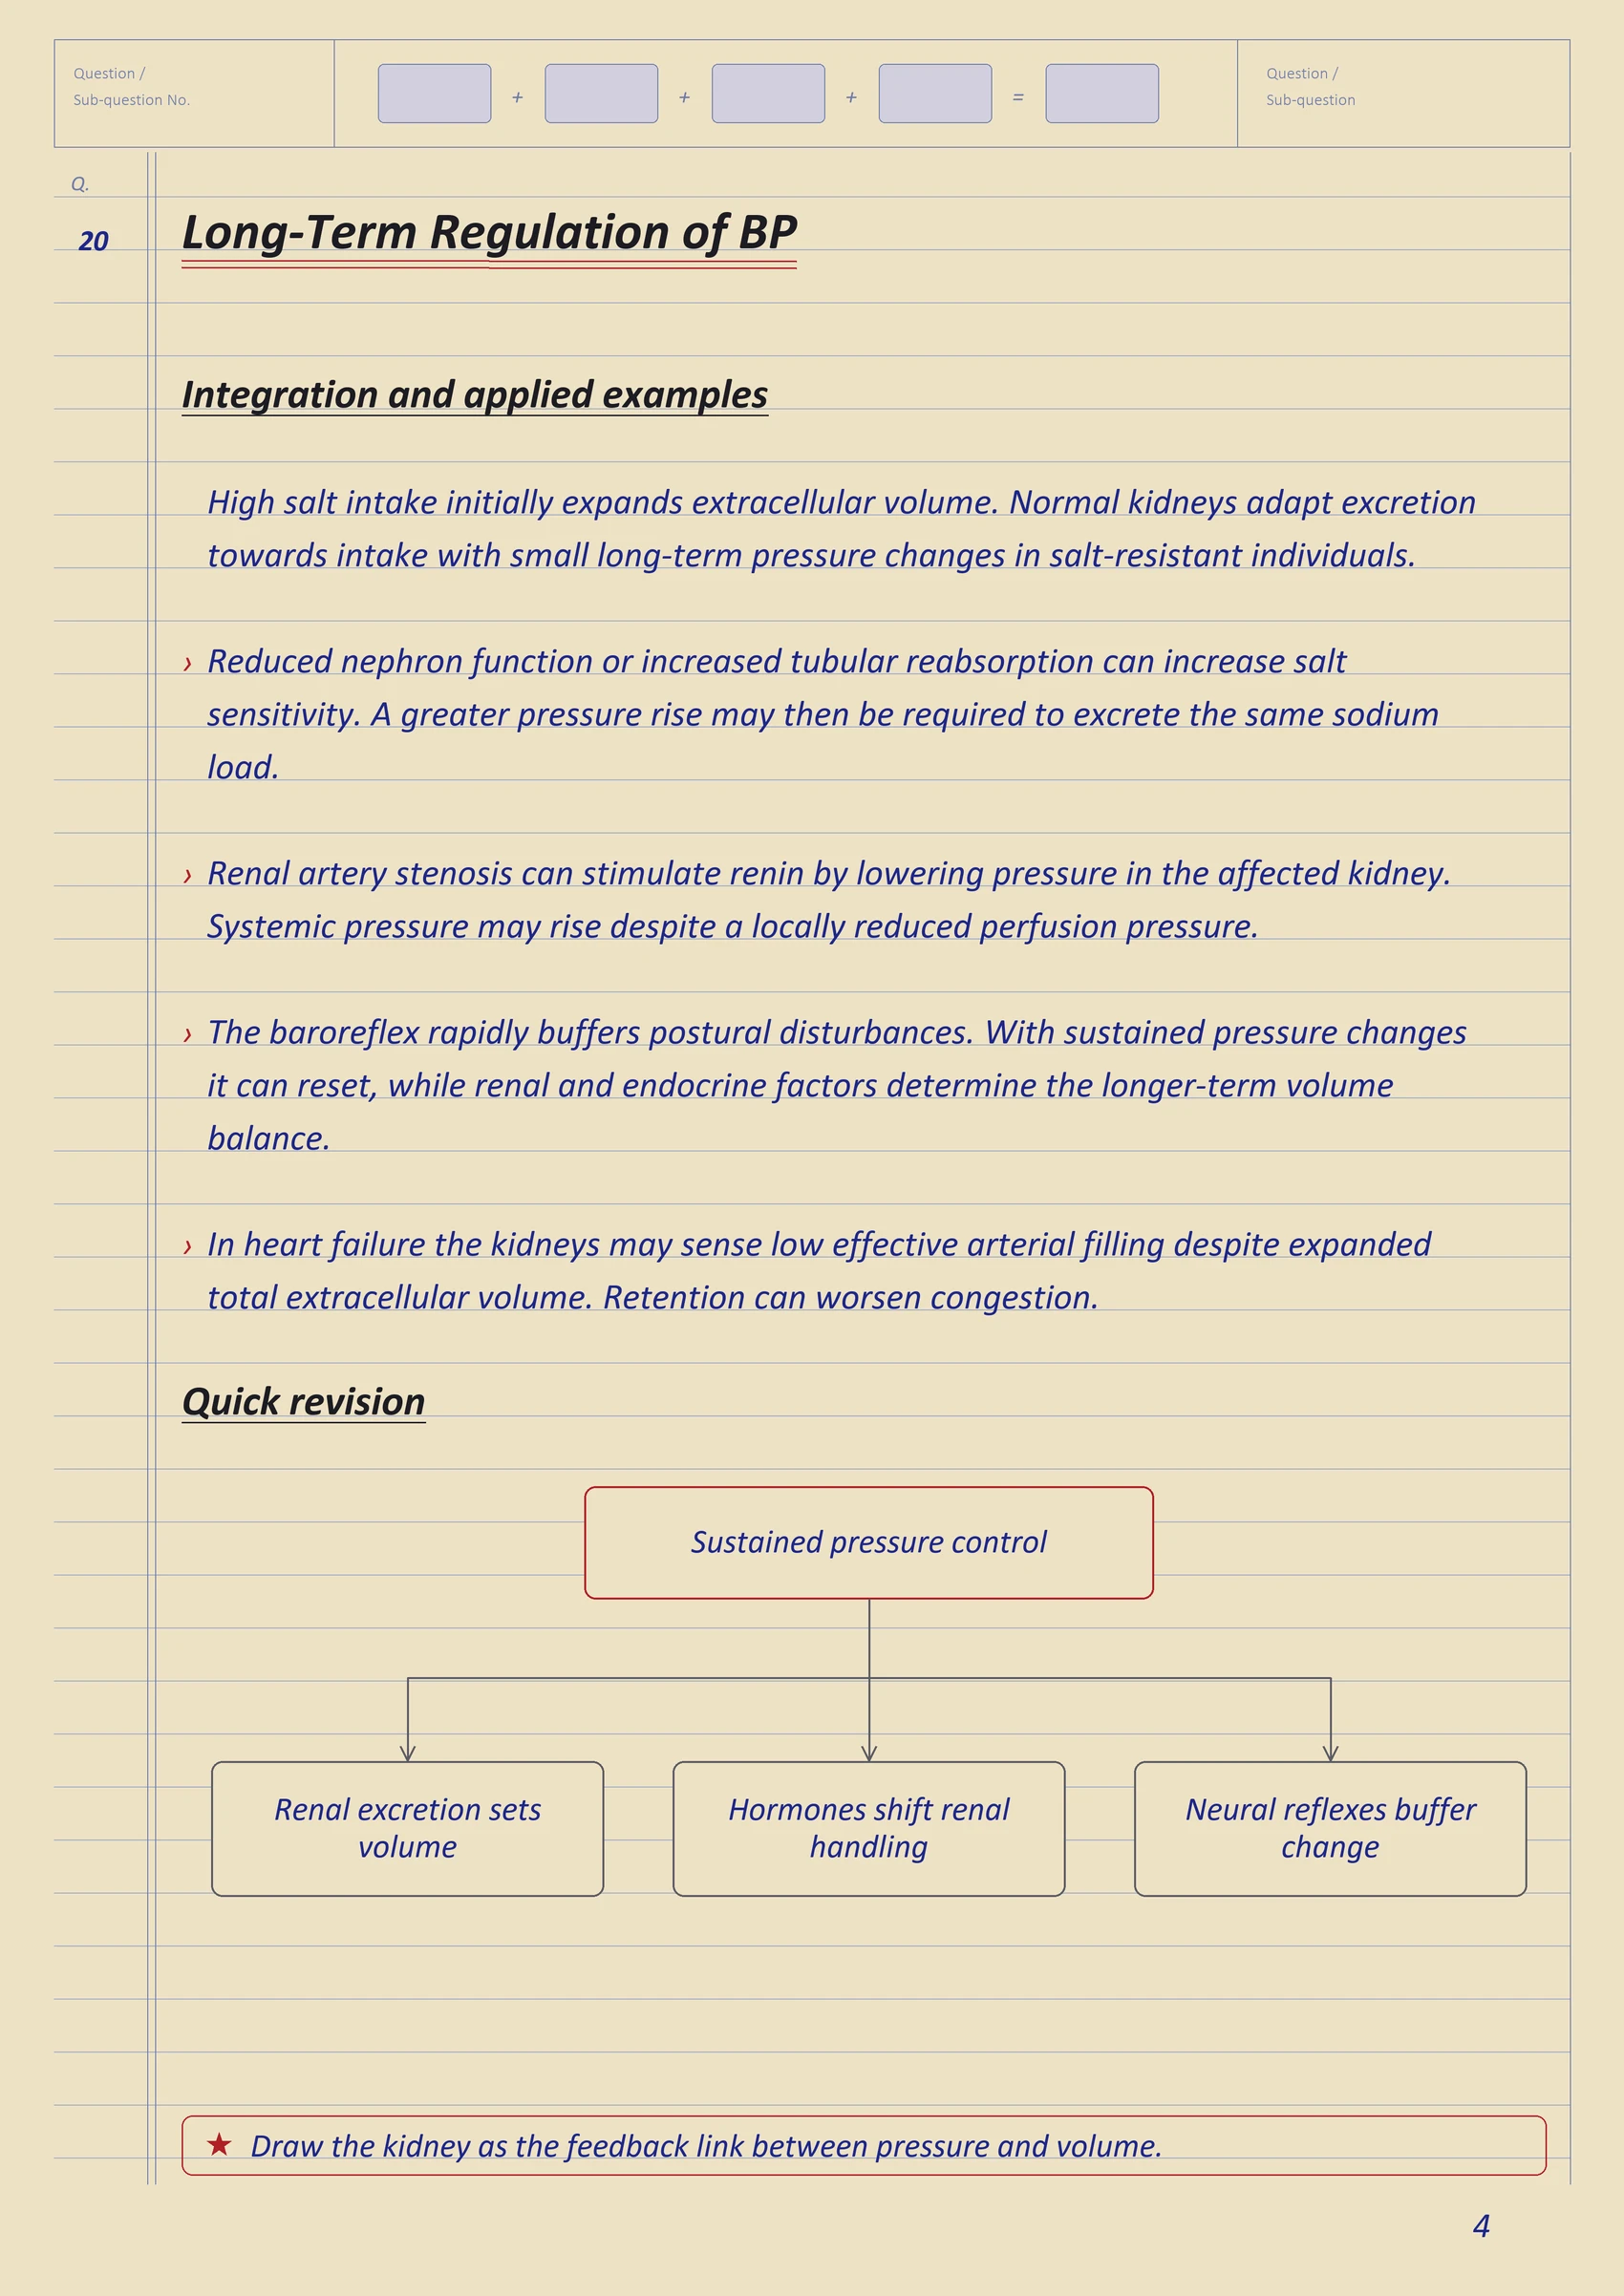 Question /
Sub-question No.
+ + + =
Question /
Sub-question
Q.
20
Long-Term Regulation of BP
Integration and applied examples
High salt intake initially expands extracellular volume. Normal kidneys adapt excretion
towards intake with small long-term pressure changes in salt-resistant individuals.
› Reduced nephron function or increased tubular reabsorption can increase salt
sensitivity. A greater pressure rise may then be required to excrete the same sodium
load.
› Renal artery stenosis can stimulate renin by lowering pressure in the affected kidney.
Systemic pressure may rise despite a locally reduced perfusion pressure.
› The baroreflex rapidly buffers postural disturbances. With sustained pressure changes
it can reset, while renal and endocrine factors determine the longer-term volume
balance.
› In heart failure the kidneys may sense low effective arterial filling despite expanded
total extracellular volume. Retention can worsen congestion.
Quick revision
Sustained pressure control
Renal excretion sets
volume
Hormones shift renal
handling
Neural reflexes buffer
change
★ Draw the kidney as the feedback link between pressure and volume.
4